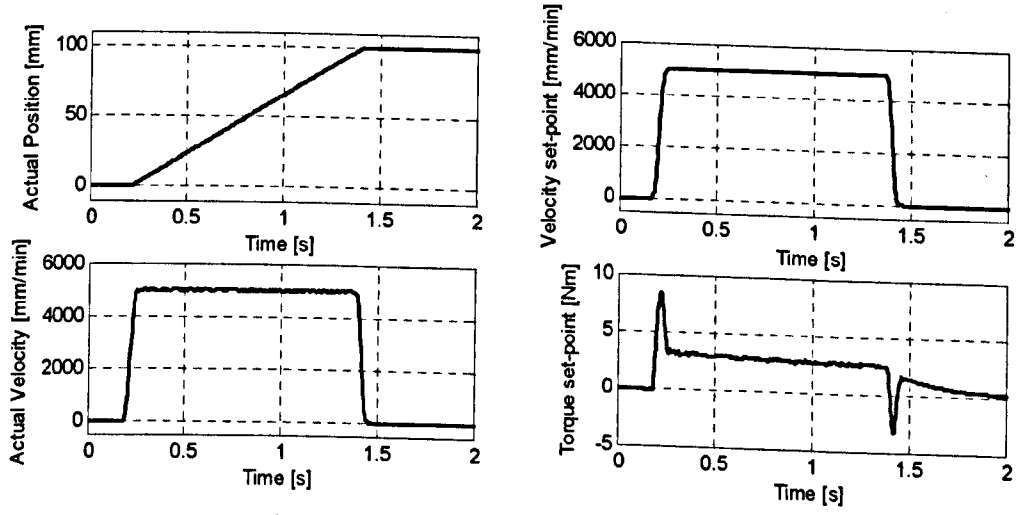 Actual Position [mm]
100
50
0
0 0.5 1 1.5 2
Time [s]
Velocity set-point [mm/min]
6000
4000
2000
0
0 0.5 1 1.5 2
Time [s]
Actual Velocity [mm/min]
6000
4000
2000
0
0 0.5 1 1.5 2
Time [s]
Torque set-point [Nm]
10
5
0
-5
0 0.5 1 1.5 2
Time [s]